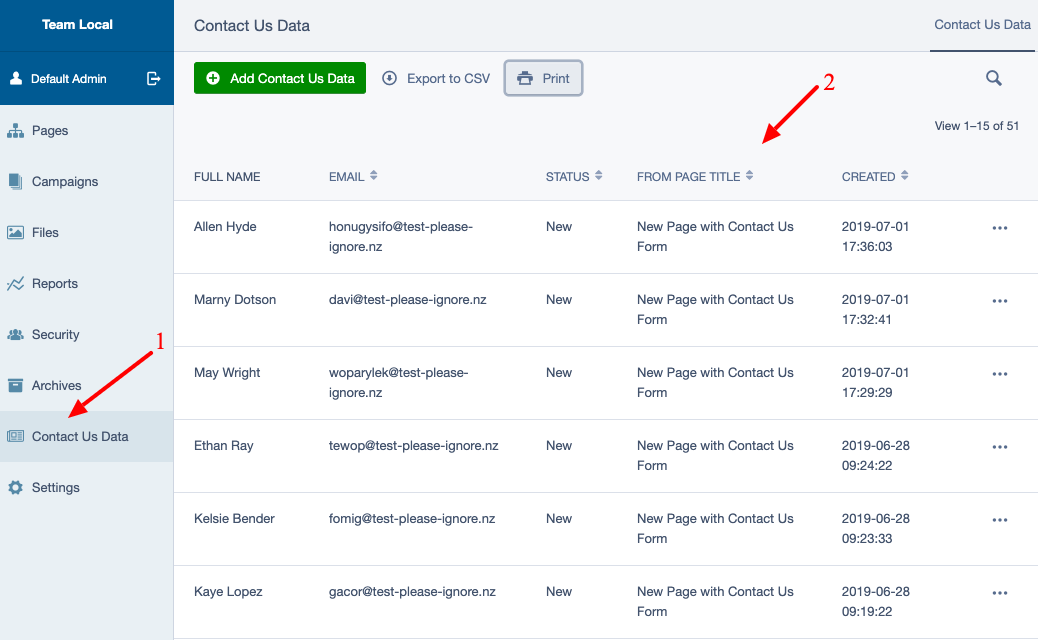 Team Local
Contact Us Data
Contact Us Data
Default Admin
Add Contact Us Data
Export to CSV
Print
2
View 1–15 of 51
Pages
Campaigns
Files
Reports
Security
1
Archives
Contact Us Data
Settings
FULL NAME EMAIL STATUS FROM PAGE TITLE CREATED
Allen Hyde honugysifo@test-please- New New Page with Contact Us 2019-07-01
ignore.nz Form 17:36:03
Marny Dotson davi@test-please-ignore.nz New New Page with Contact Us 2019-07-01
Form 17:32:41
May Wright woparylek@test-please- New New Page with Contact Us 2019-07-01
ignore.nz Form 17:29:29
Ethan Ray tewop@test-please-ignore.nz New New Page with Contact Us 2019-06-28
Form 09:24:22
Kelsie Bender fomig@test-please-ignore.nz New New Page with Contact Us 2019-06-28
Form 09:23:33
Kaye Lopez gacor@test-please-ignore.nz New New Page with Contact Us 2019-06-28
Form 09:19:22